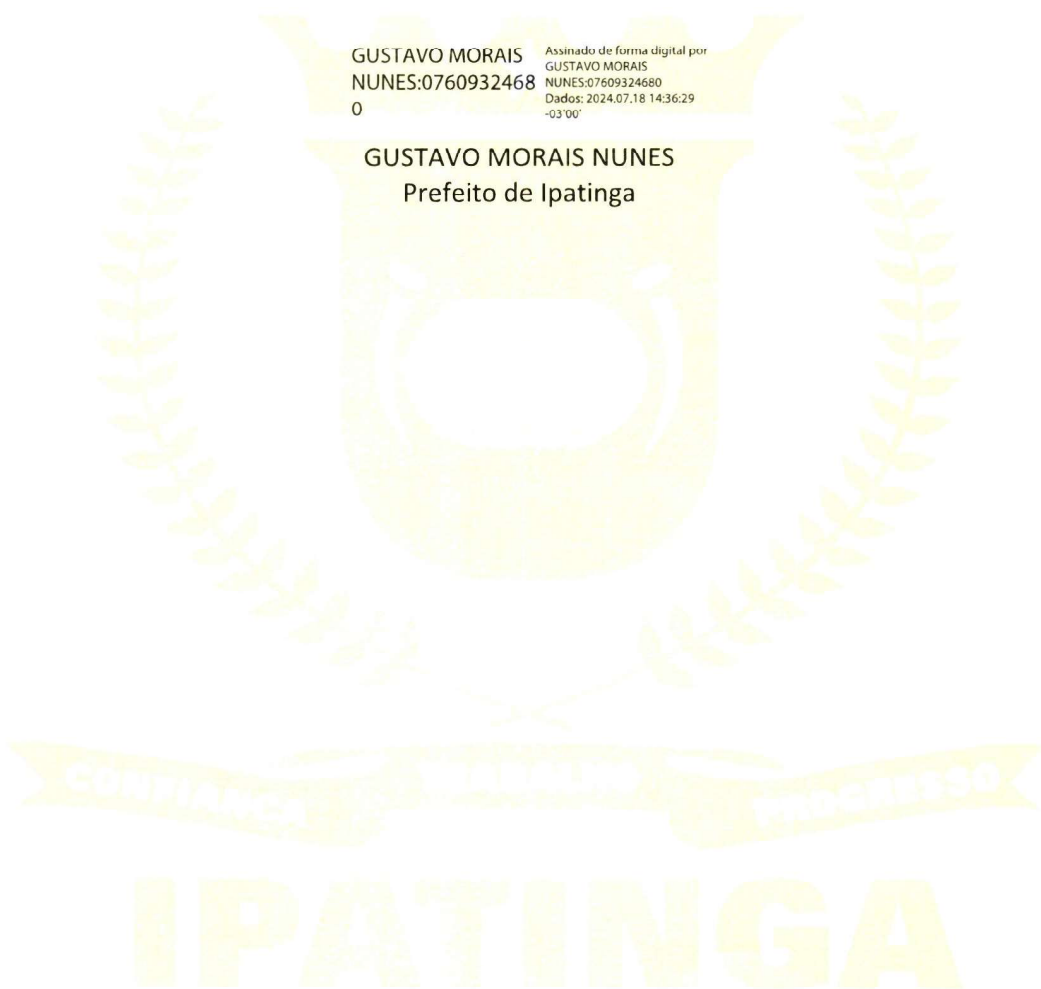 GUSTAVO MORAIS
NUNES:0760932468
0
Assinado de forma digital por
GUSTAVO MORAIS
NUNES:07609324680
Dados: 2024.07.18 14:36:29
-03'00'
GUSTAVO MORAIS NUNES
Prefeito de Ipatinga
CONFIANÇA TRABALHO PROGRESSO
IPATINGA